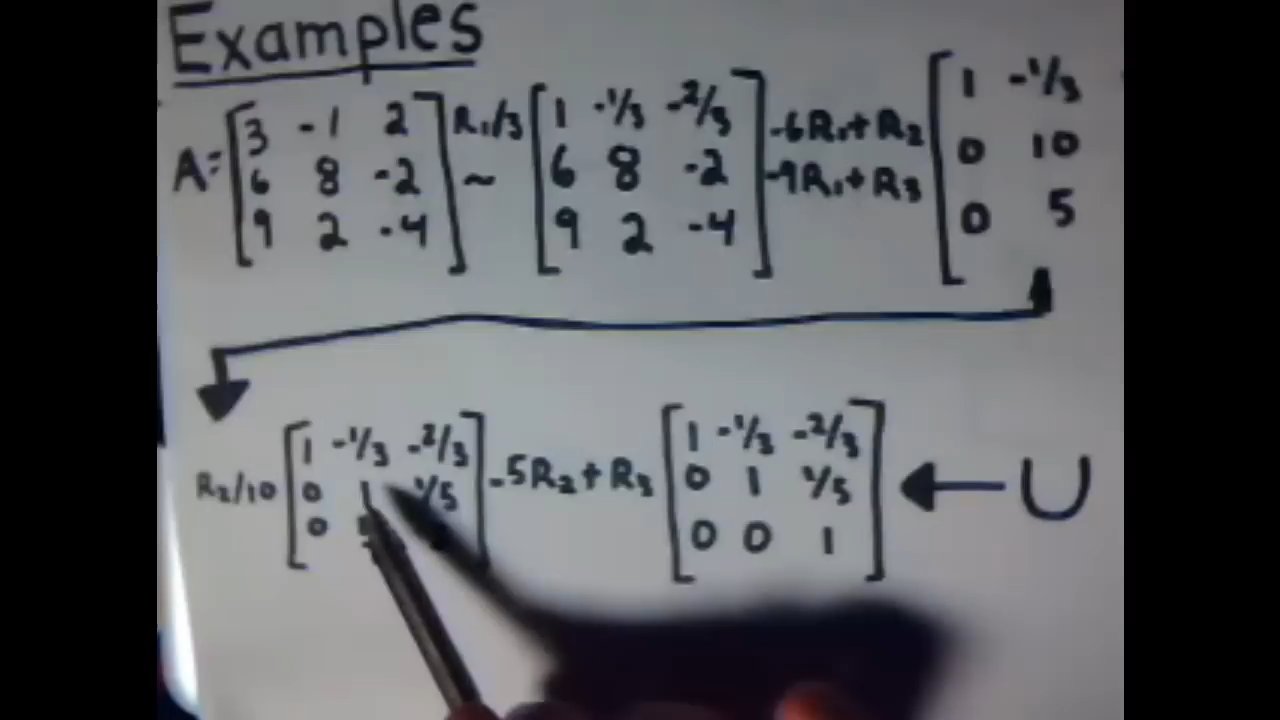 Examples
A= [3 -1 2] R₁/3 [1 -1/3 -2/3] -6R₁+R₂ [1 -1/3
[6 8 -2] ~ [6 8 -2] -9R₁+R₃ [0 10
[9 2 -4] [9 2 -4] [0 5
[1 -1/3 -2/3] [1 -1/3 -2/3]
R₂/10 [0 1 1/5] -5R₂+R₃ [0 1 1/5] ← U
[0 [0 0 1]